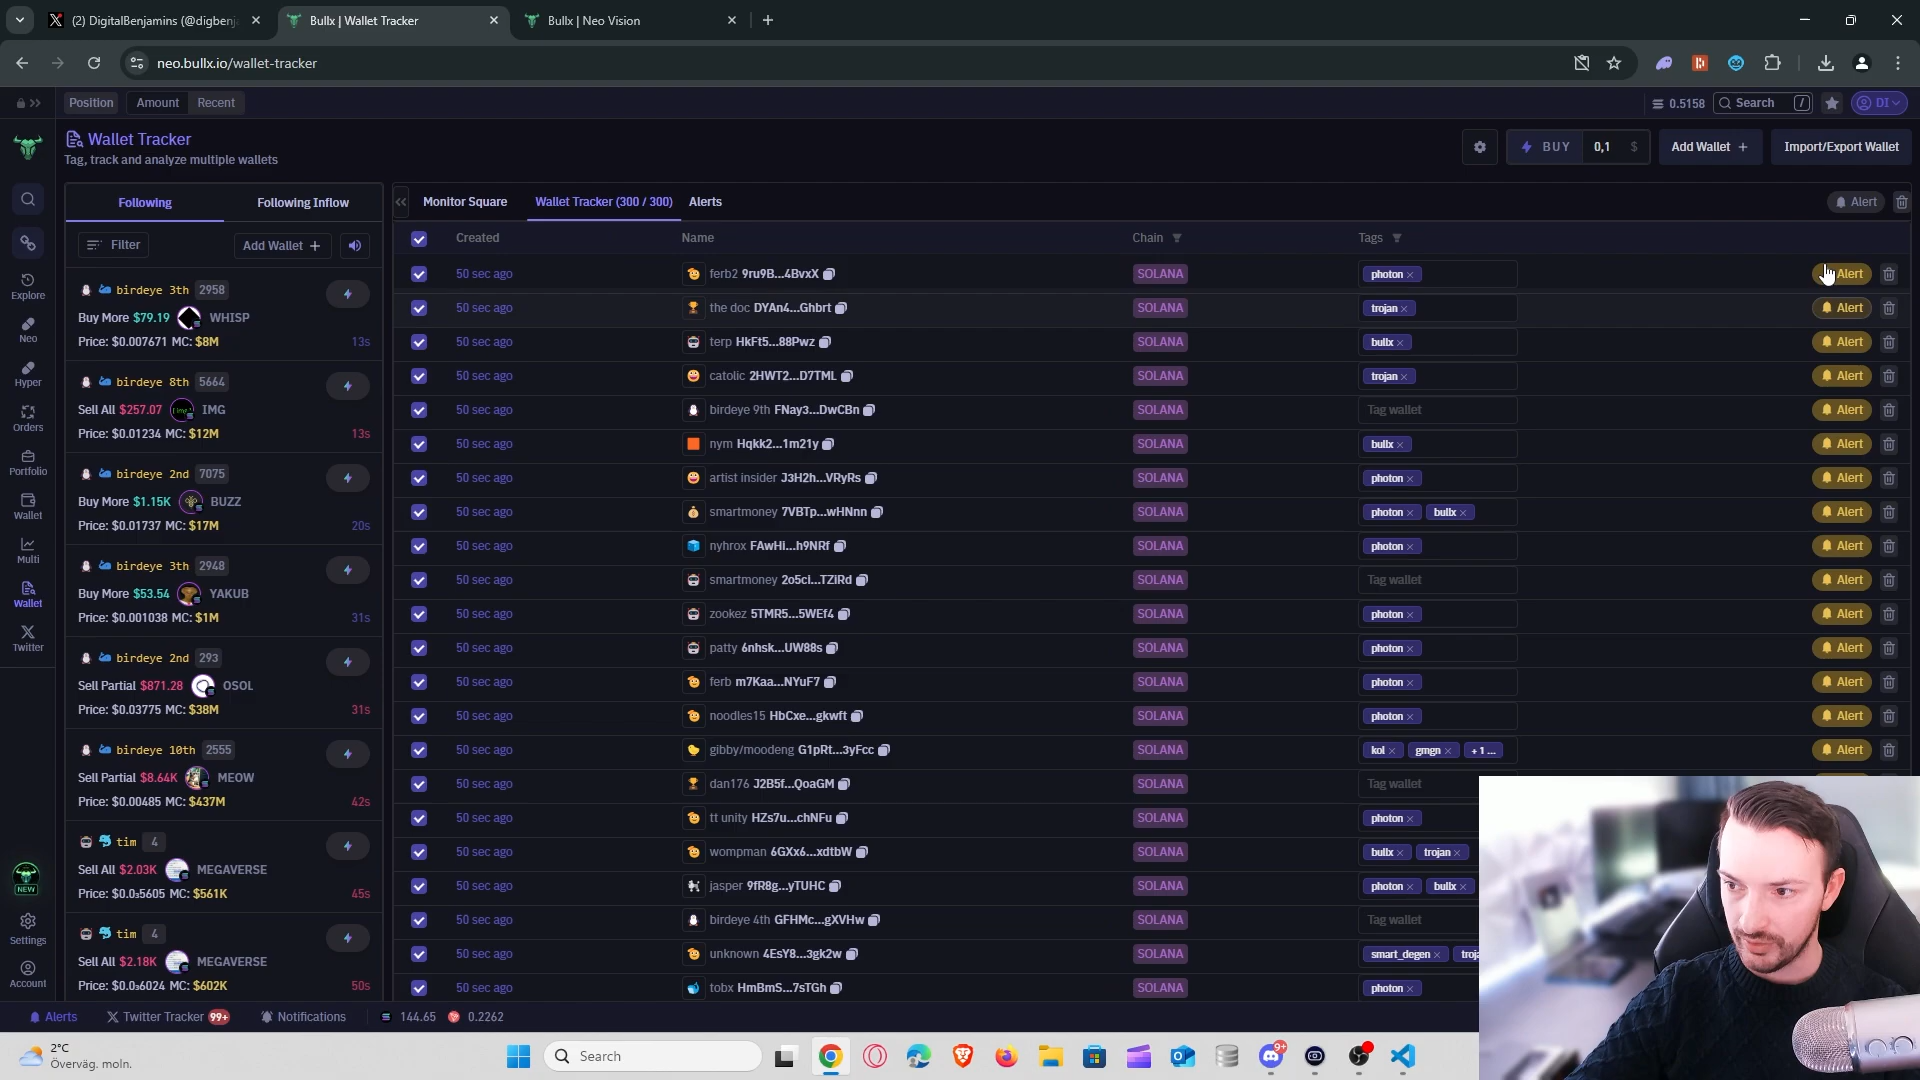 (2) DigitalBenjamins (@digbenj
Bullx | Wallet Tracker
Bullx | Neo Vision
neo.bullx.io/wallet-tracker
Position
Amount
Recent
0.5158
Search
/
DI
Wallet Tracker
Tag, track and analyze multiple wallets
BUY
0,1
$
Add Wallet +
Import/Export Wallet
Explore
Neo
Hyper
Orders
Portfolio
Wallet
Multi
Wallet
Twitter
NEW
Settings
Account
Following
Following Inflow
Filter
Add Wallet +
birdeye 3th 2958
Buy More $79.19 WHISP
Price: $0.007671 MC: $8M 13s
birdeye 8th 5664
Sell All $257.07 IMG
Price: $0.01234 MC: $12M 13s
birdeye 2nd 7075
Buy More $1.15K BUZZ
Price: $0.01737 MC: $17M 20s
birdeye 3th 2948
Buy More $53.54 YAKUB
Price: $0.001038 MC: $1M 31s
birdeye 2nd 293
Sell Partial $871.28 OSOL
Price: $0.03775 MC: $38M 31s
birdeye 10th 2555
Sell Partial $8.64K MEOW
Price: $0.00485 MC: $437M 42s
tim 4
Sell All $2.03K MEGAVERSE
Price: $0.0₃5605 MC: $561K 45s
tim 4
Sell All $2.18K MEGAVERSE
Price: $0.0₃6024 MC: $602K 50s
Monitor Square
Wallet Tracker (300 / 300)
Alerts
Alert
Created Name Chain Tags
50 sec ago ferb2 9ru9B...4BvxX SOLANA photon Alert
50 sec ago the doc DYAn4...Ghbrt SOLANA trojan Alert
50 sec ago terp HkFt5...88Pwz SOLANA bullx Alert
50 sec ago catolic 2HWT2...D7TML SOLANA trojan Alert
50 sec ago birdeye 9th FNay3...DwCBn SOLANA Tag wallet Alert
50 sec ago nym Hqkk2...1m21y SOLANA bullx Alert
50 sec ago artist insider J3H2h...VRyRs SOLANA photon Alert
50 sec ago smartmoney 7VBTp...wHNnn SOLANA photon bullx Alert
50 sec ago nyhrox FAwHi...h9NRf SOLANA photon Alert
50 sec ago smartmoney 2o5ci...TZiRd SOLANA Tag wallet Alert
50 sec ago zookez 5TMR5...5WEf4 SOLANA photon Alert
50 sec ago patty 6nhsk...UW88s SOLANA photon Alert
50 sec ago ferb m7Kaa...NYuF7 SOLANA photon Alert
50 sec ago noodles15 HbCxe...gkwft SOLANA photon Alert
50 sec ago gibby/moodeng G1pRt...3yFcc SOLANA kol gmgn + 1 ... Alert
50 sec ago dan176 J2B5f...QoaGM SOLANA Tag wallet
50 sec ago tt unity HZs7u...chNFu SOLANA photon
50 sec ago wompman 6GXx6...xdtbW SOLANA bullx trojan
50 sec ago jasper 9fR8g...yTUHC SOLANA photon bullx
50 sec ago birdeye 4th GFHMc...gXVHw SOLANA Tag wallet
50 sec ago unknown 4EsY8...3gk2w SOLANA smart_degen troja
50 sec ago tobx HmBmS...7sTGh SOLANA photon
Alerts
Twitter Tracker 99+
Notifications
144.65
0.2262
2°C
Överväg. moln.
Search
9+